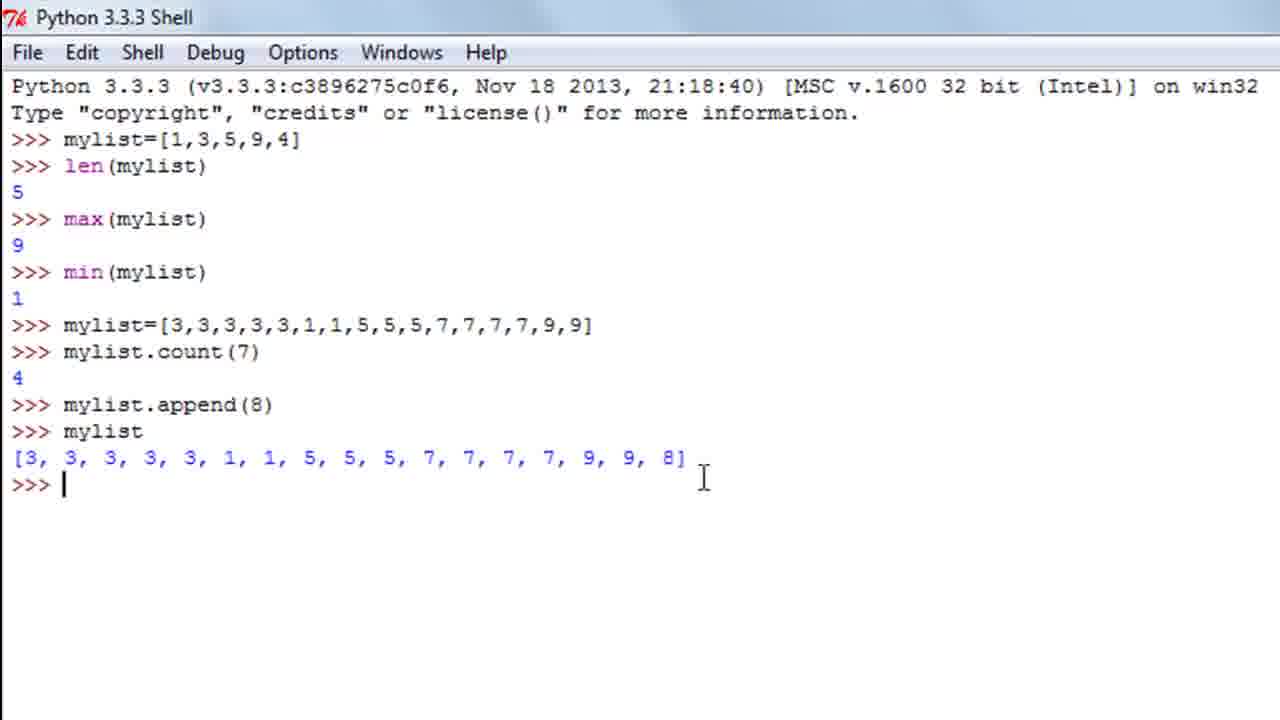 Python 3.3.3 Shell
File Edit Shell Debug Options Windows Help
Python 3.3.3 (v3.3.3:c3896275c0f6, Nov 18 2013, 21:18:40) [MSC v.1600 32 bit (Intel)] on win32
Type "copyright", "credits" or "license()" for more information.
>>> mylist=[1,3,5,9,4]
>>> len(mylist)
5
>>> max(mylist)
9
>>> min(mylist)
1
>>> mylist=[3,3,3,3,3,1,1,5,5,5,7,7,7,7,9,9]
>>> mylist.count(7)
4
>>> mylist.append(8)
>>> mylist
[3, 3, 3, 3, 3, 1, 1, 5, 5, 5, 7, 7, 7, 7, 9, 9, 8]
>>>